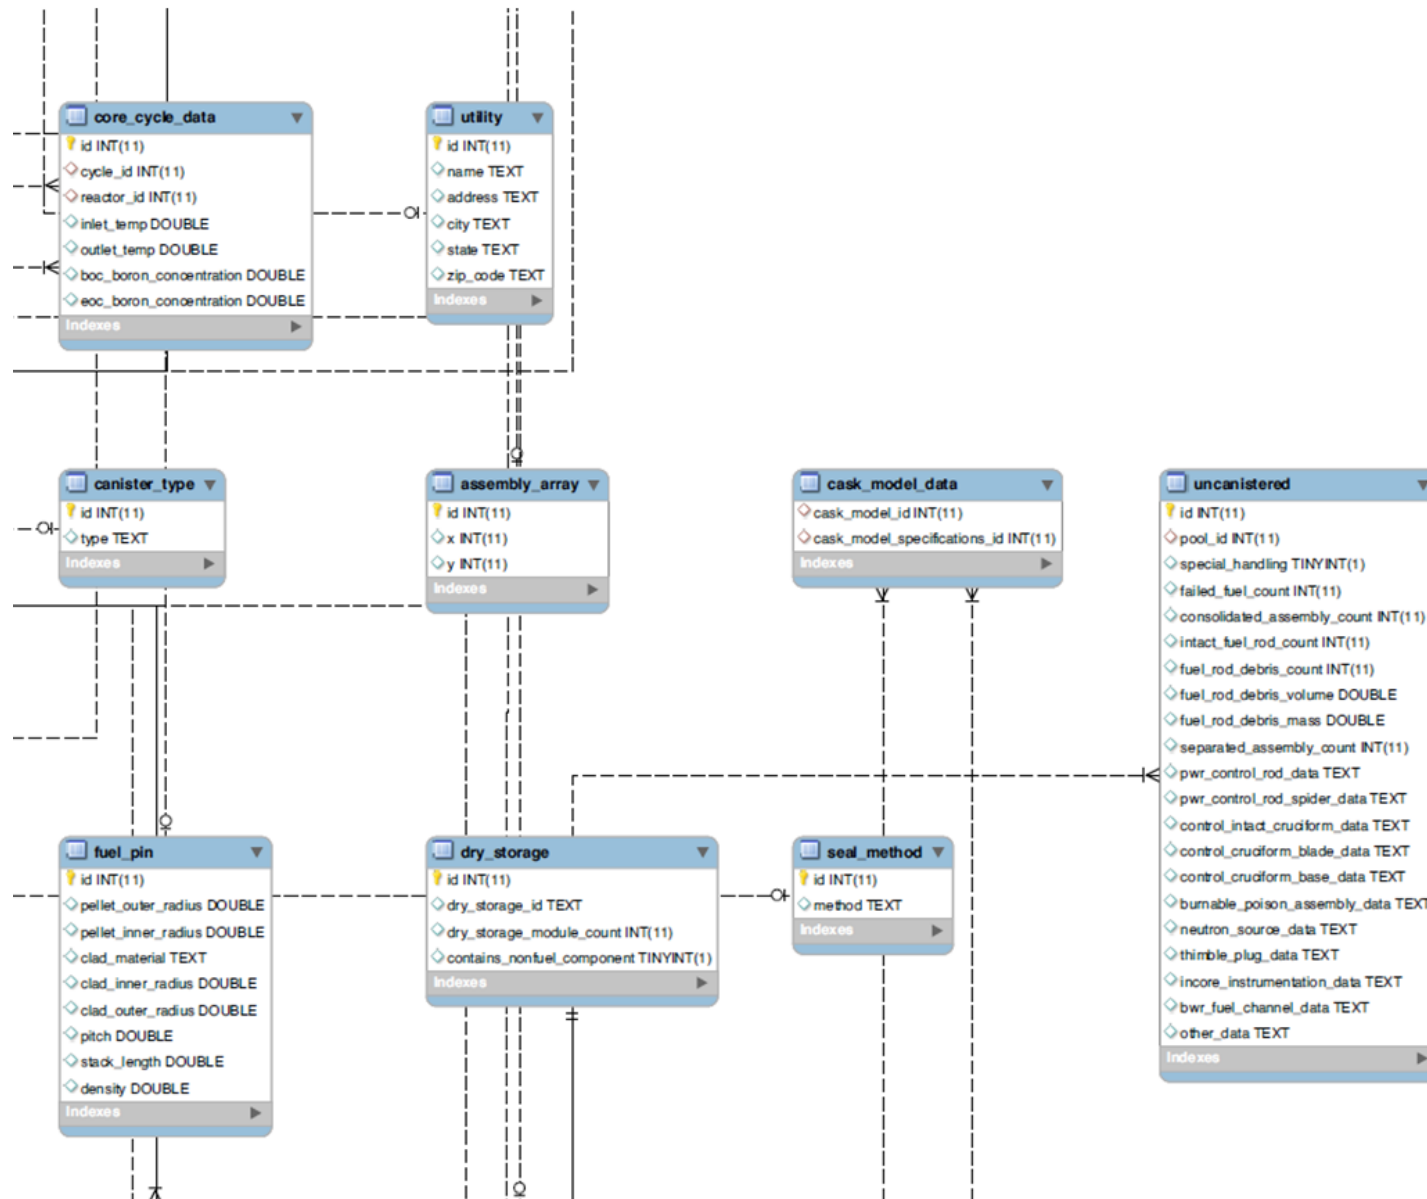 core_cycle_data
id INT(11)
cycle_id INT(11)
reactor_id INT(11)
inlet_temp DOUBLE
outlet_temp DOUBLE
boc_boron_concentration DOUBLE
eoc_boron_concentration DOUBLE
Indexes
utility
id INT(11)
name TEXT
address TEXT
city TEXT
state TEXT
zip_code TEXT
Indexes
canister_type
id INT(11)
type TEXT
Indexes
assembly_array
id INT(11)
x INT(11)
y INT(11)
Indexes
cask_model_data
cask_model_id INT(11)
cask_model_specifications_id INT(11)
Indexes
uncanistered
id INT(11)
pool_id INT(11)
special_handling TINYINT(1)
failed_fuel_count INT(11)
consolidated_assembly_count INT(11)
intact_fuel_rod_count INT(11)
fuel_rod_debris_count INT(11)
fuel_rod_debris_volume DOUBLE
fuel_rod_debris_mass DOUBLE
separated_assembly_count INT(11)
pwr_control_rod_data TEXT
pwr_control_rod_spider_data TEXT
control_intact_cruciform_data TEXT
control_cruciform_blade_data TEXT
control_cruciform_base_data TEXT
burnable_poison_assembly_data TEXT
neutron_source_data TEXT
thimble_plug_data TEXT
incore_instrumentation_data TEXT
bwr_fuel_channel_data TEXT
other_data TEXT
Indexes
fuel_pin
id INT(11)
pellet_outer_radius DOUBLE
pellet_inner_radius DOUBLE
clad_material TEXT
clad_inner_radius DOUBLE
clad_outer_radius DOUBLE
pitch DOUBLE
stack_length DOUBLE
density DOUBLE
Indexes
dry_storage
id INT(11)
dry_storage_id TEXT
dry_storage_module_count INT(11)
contains_nonfuel_component TINYINT(1)
Indexes
seal_method
id INT(11)
method TEXT
Indexes